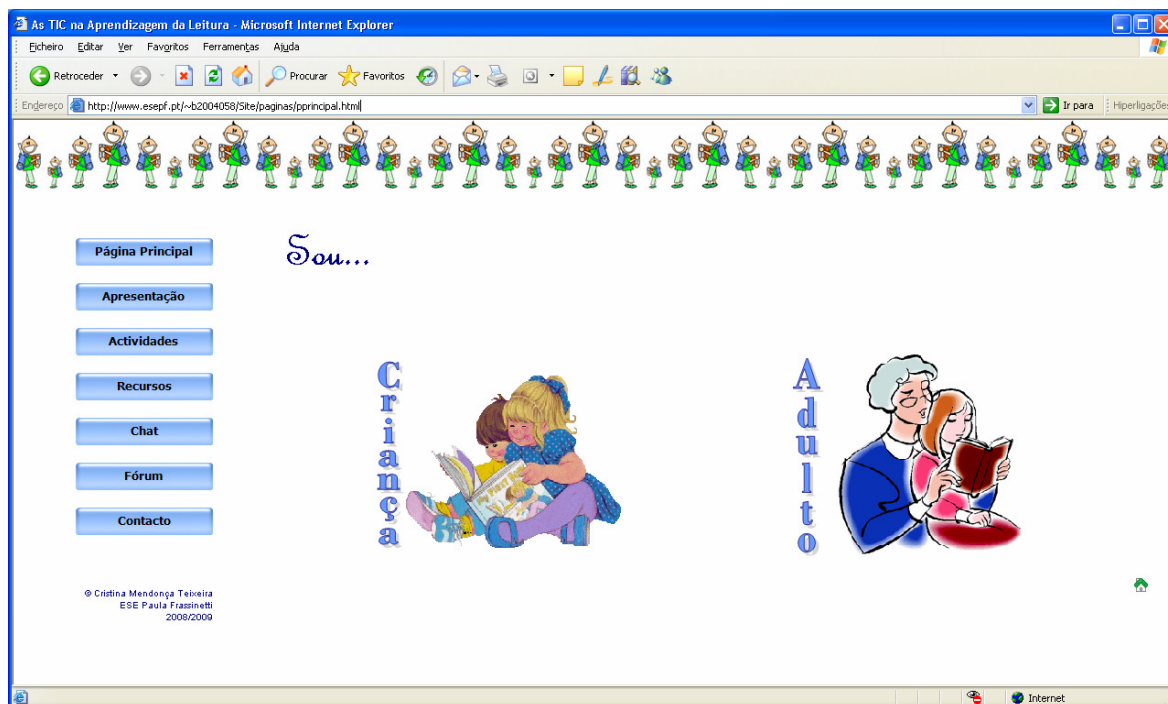 As TIC na Aprendizagem da Leitura - Microsoft Internet Explorer
Ficheiro Editar Ver Favoritos Ferramentas Ajuda
Retroceder Procurar Favoritos
Endereço http://www.esepf.pt/~b2004058/Site/paginas/pprincipal.html Ir para Hiperligações
Sou...
Página Principal
Apresentação
Actividades
Recursos
Chat
Fórum
Contacto
Criança
Adulto
© Cristina Mendonça Teixeira
ESE Paula Frassinetti
2008/2009
Internet